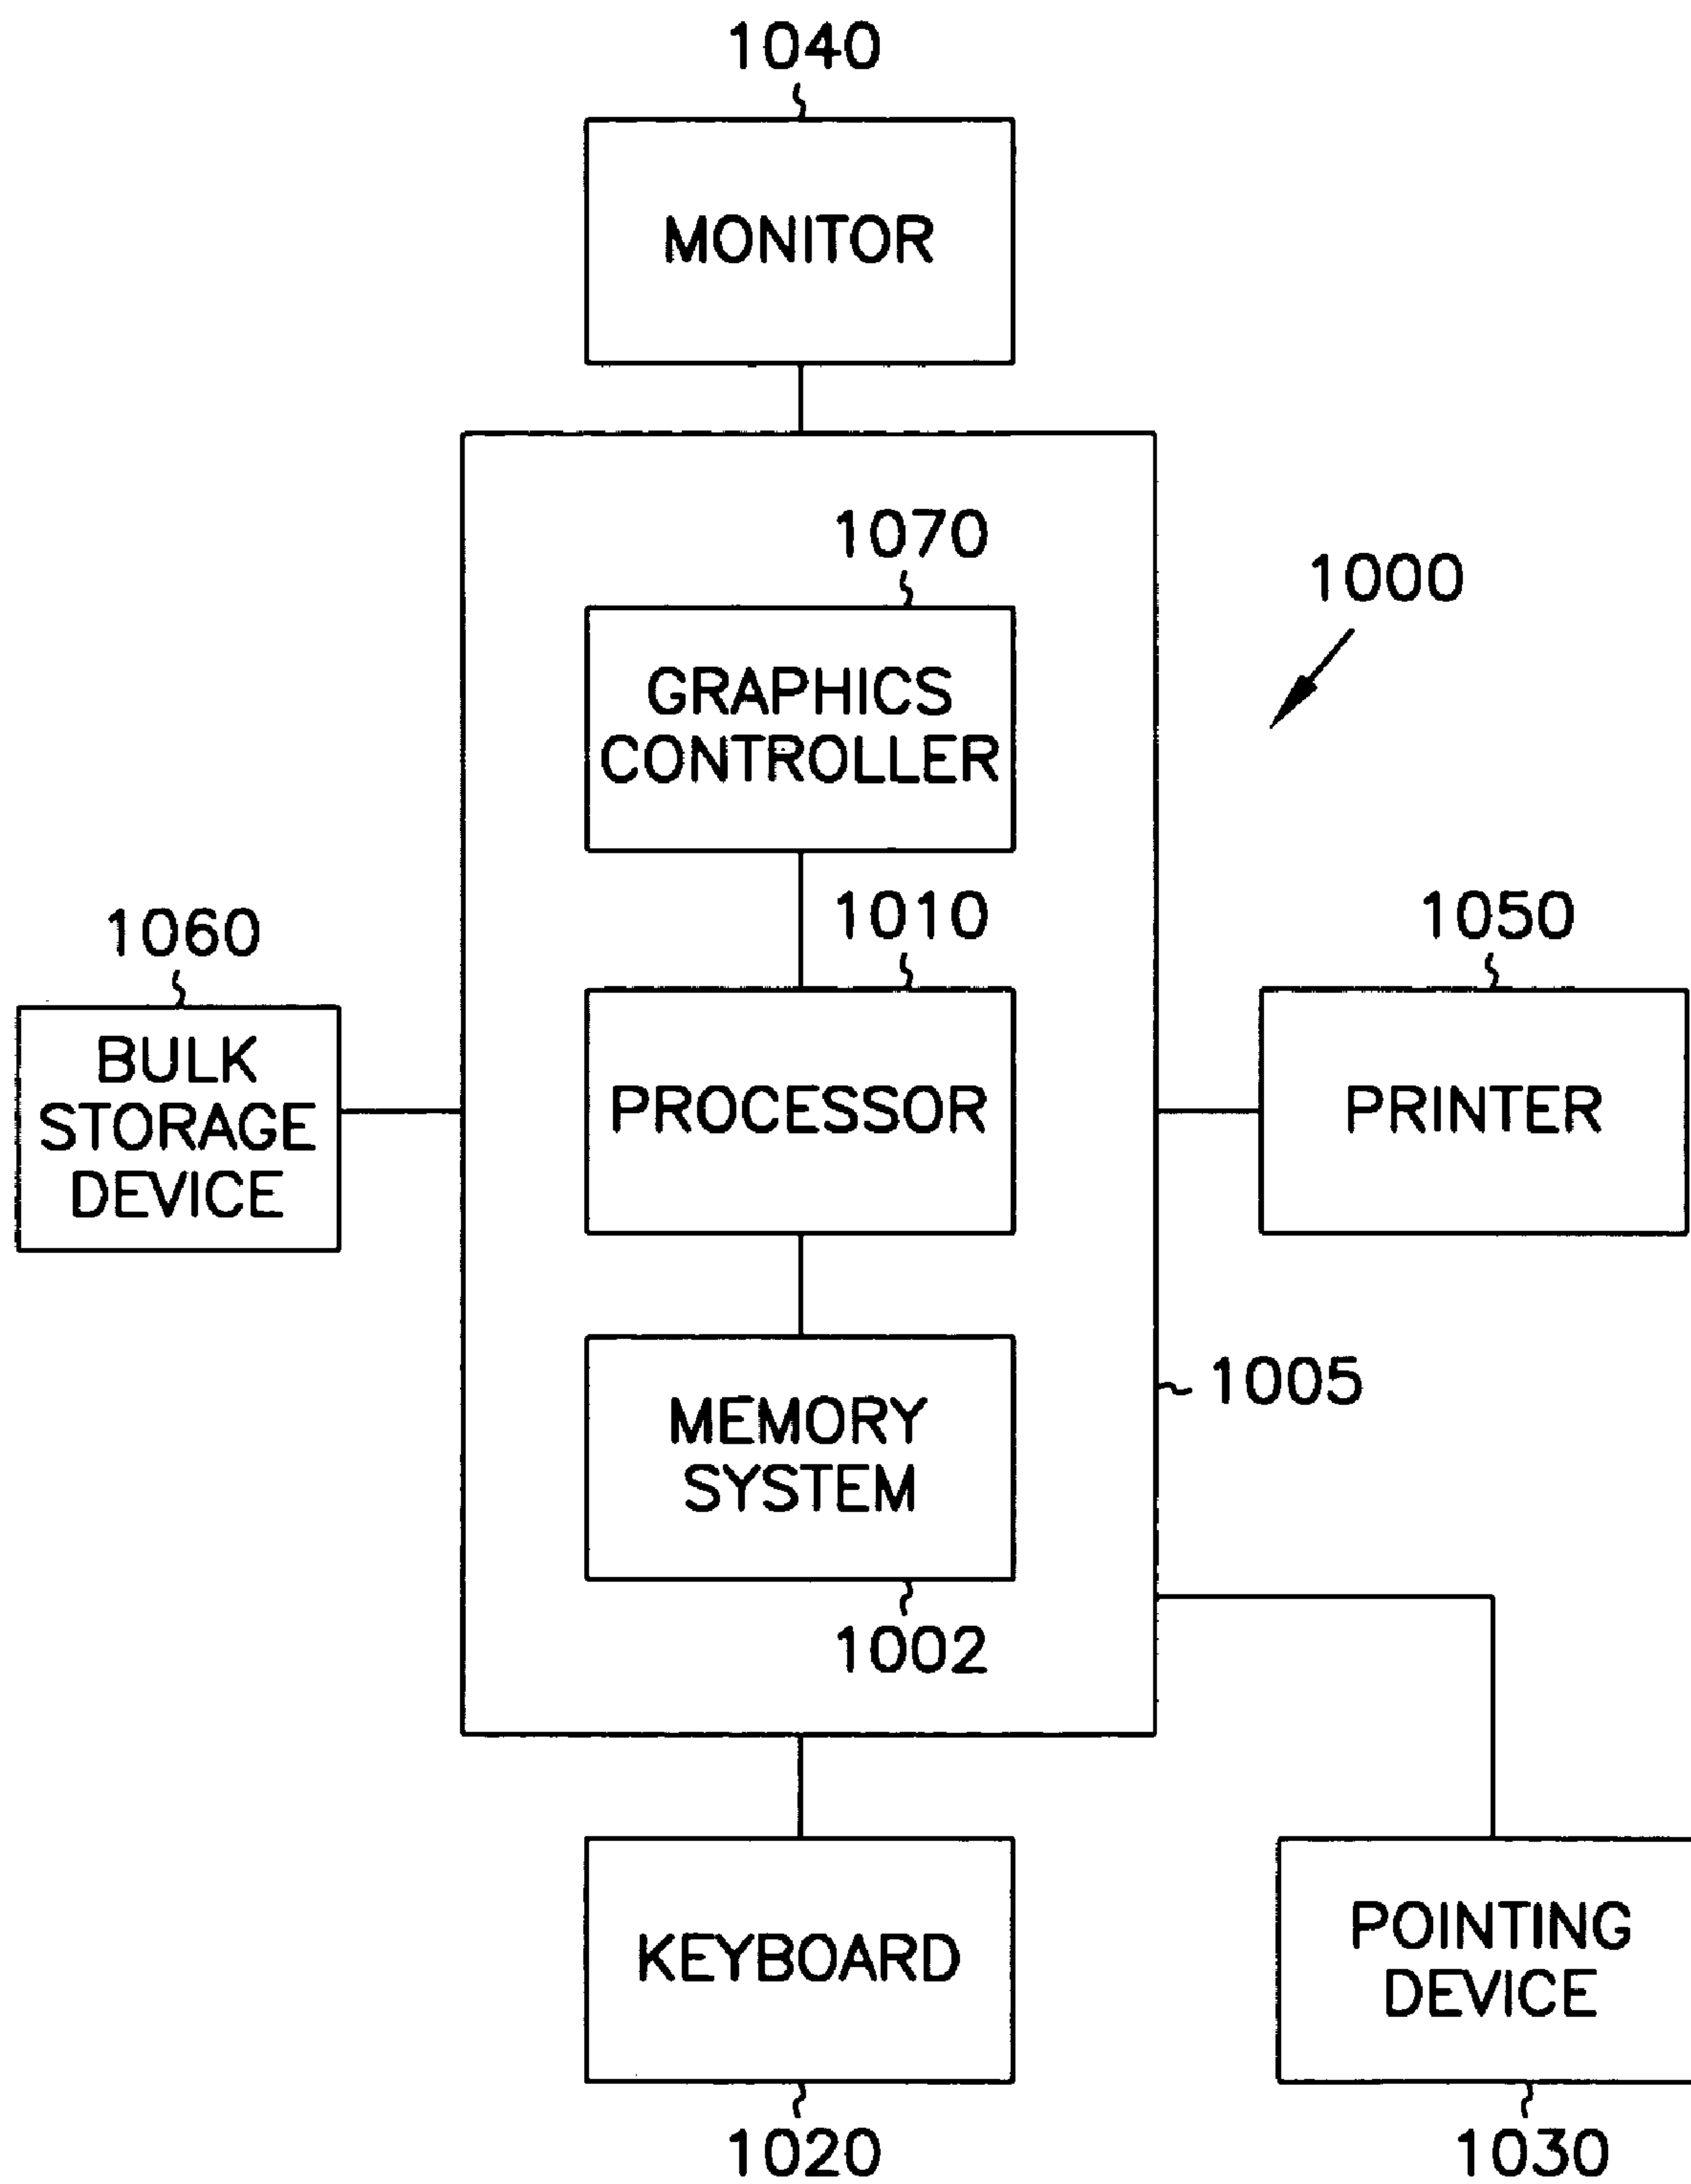 1040
MONITOR
1070
1000
GRAPHICS
CONTROLLER
1060
1010
1050
BULK
STORAGE
DEVICE
PROCESSOR
PRINTER
1005
MEMORY
SYSTEM
1002
KEYBOARD
POINTING
DEVICE
1020
1030